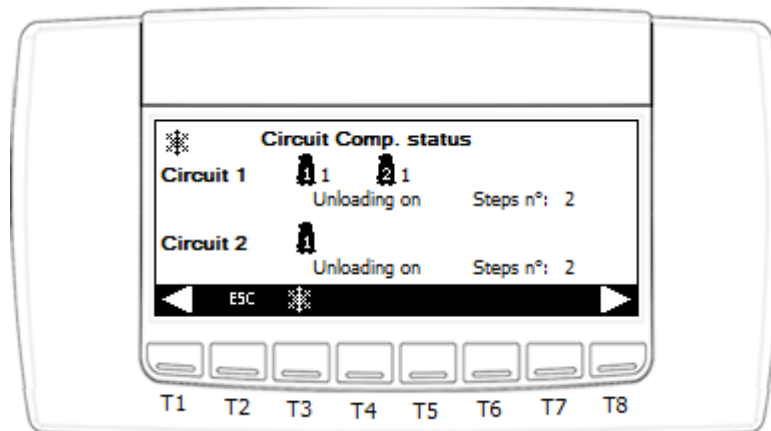 Circuit Comp. status
Circuit 1 1 1 2 1
Unloading on Steps n°: 2
Circuit 2 1
Unloading on Steps n°: 2
ESC
T1 T2 T3 T4 T5 T6 T7 T8